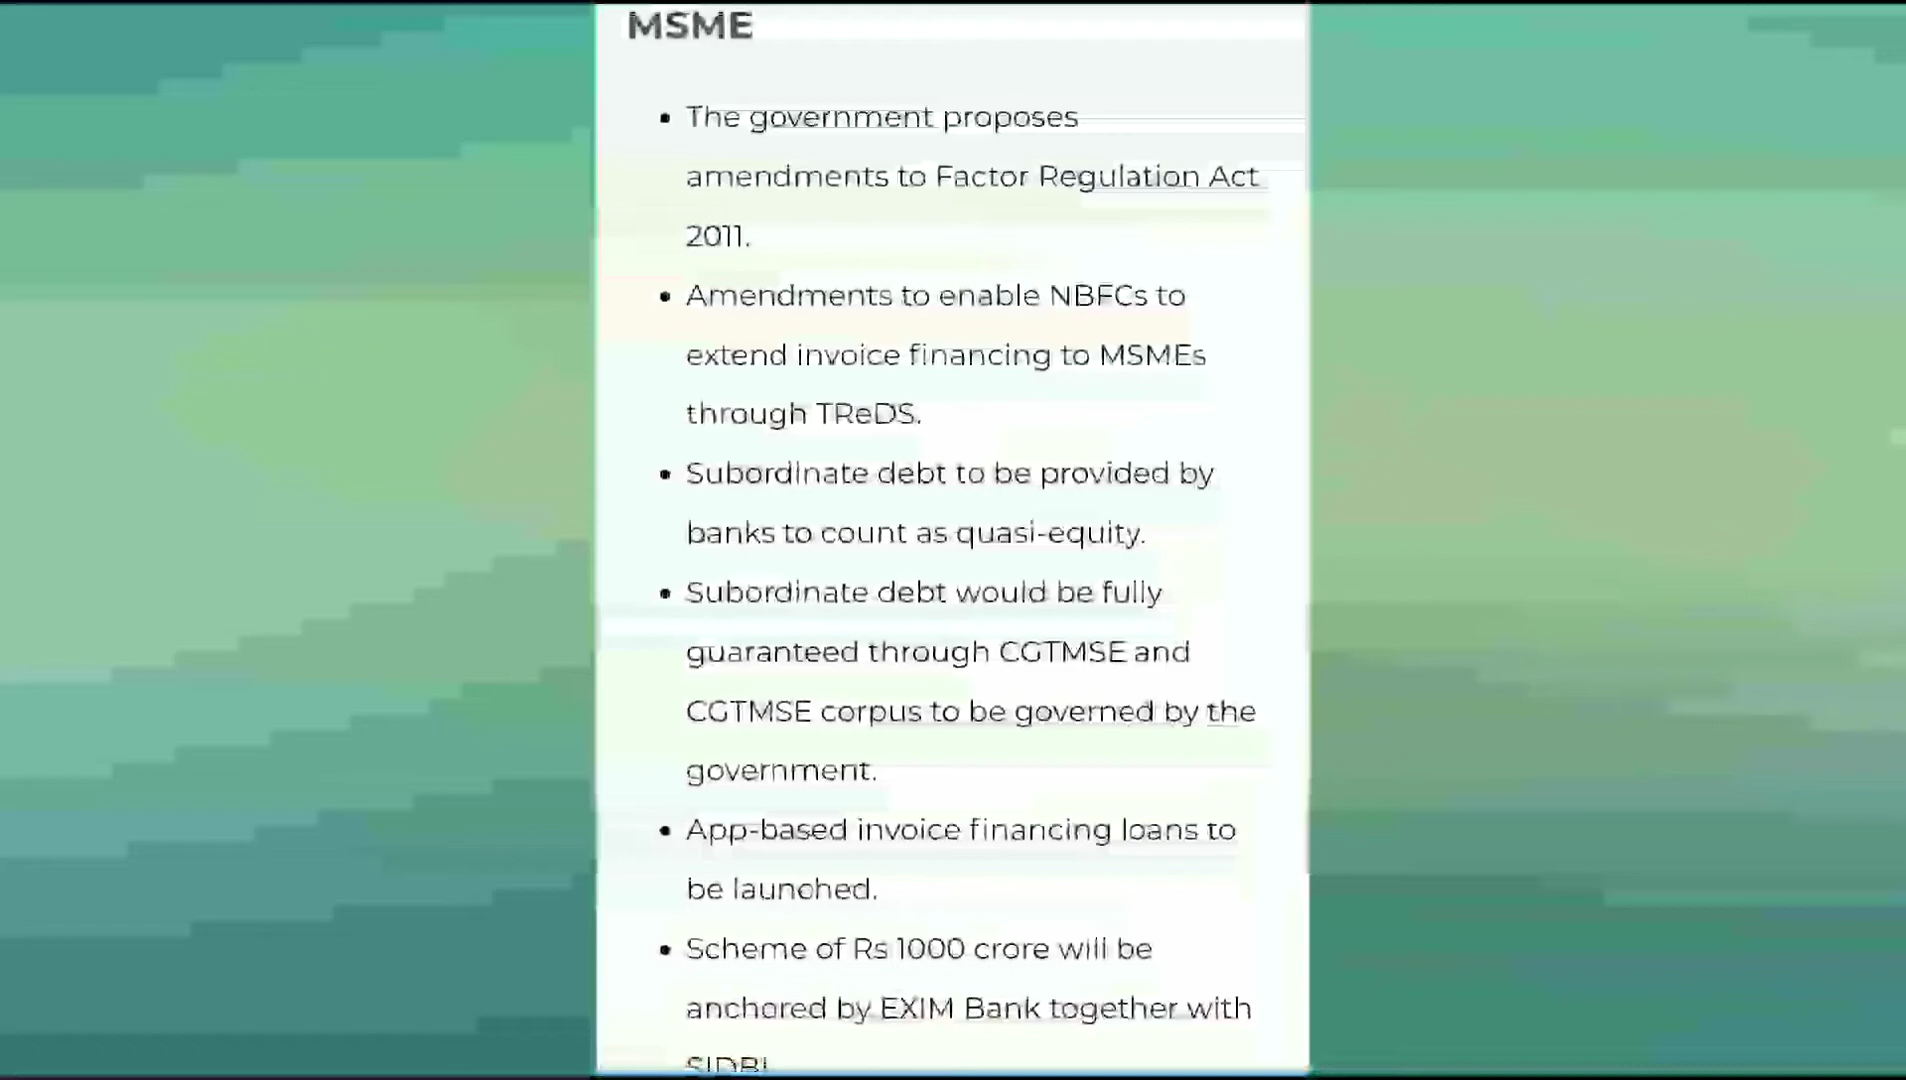 MSME
• The government proposes
amendments to Factor Regulation Act
2011.
• Amendments to enable NBFCs to
extend invoice financing to MSMEs
through TReDS.
• Subordinate debt to be provided by
banks to count as quasi-equity.
• Subordinate debt would be fully
guaranteed through CGTMSE and
CGTMSE corpus to be governed by the
government.
• App-based invoice financing loans to
be launched.
• Scheme of Rs 1000 crore will be
anchored by EXIM Bank together with
SIDBI.